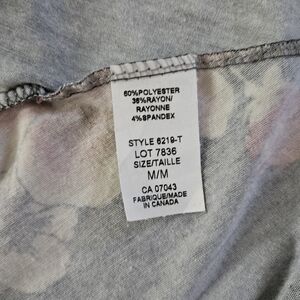 60%POLYESTER
36%RAYON/
RAYONNE
4%SPANDEX
STYLE 6219-T
LOT 7836
SIZE/TAILLE
M/M
CA 07043
FABRIQUE/MADE
IN CANADA